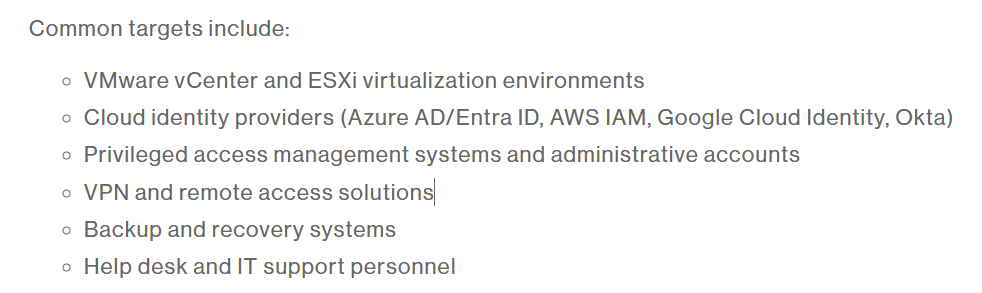 Common targets include:
VMware vCenter and ESXi virtualization environments
Cloud identity providers (Azure AD/Entra ID, AWS IAM, Google Cloud Identity, Okta)
Privileged access management systems and administrative accounts
VPN and remote access solutions
Backup and recovery systems
Help desk and IT support personnel